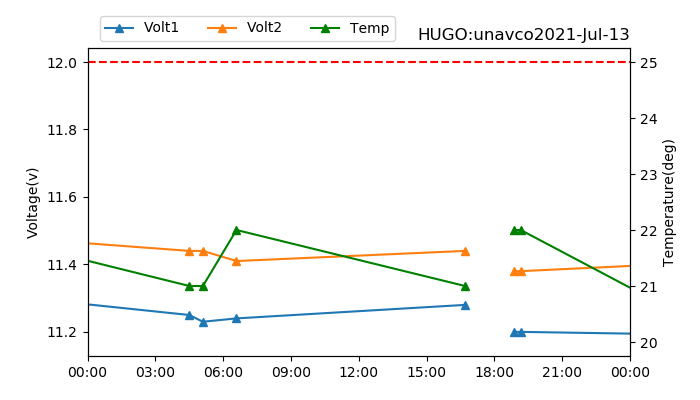 Volt1 Volt2 Temp
HUGO:unavco2021-Jul-13
12.0
11.8
11.6
11.4
11.2
Voltage(v)
25
24
23
22
21
20
Temperature(deg)
00:00 03:00 06:00 09:00 12:00 15:00 18:00 21:00 00:00